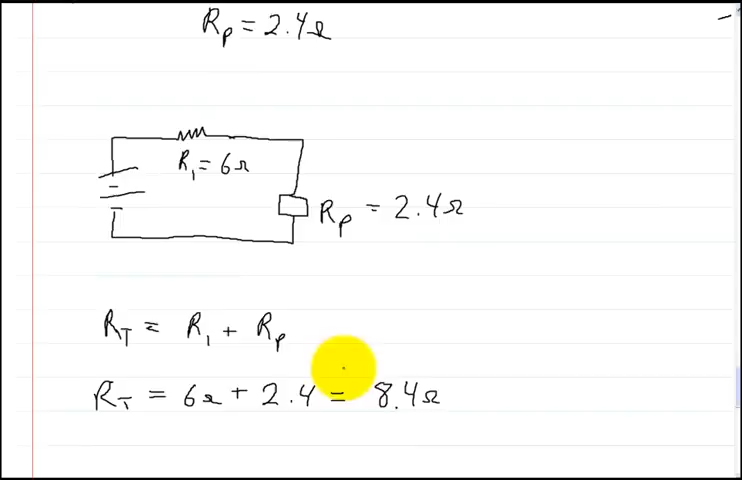 Rp = 2.4Ω
R1 = 6Ω
Rp = 2.4Ω
RT = R1 + Rp
RT = 6Ω + 2.4 = 8.4Ω